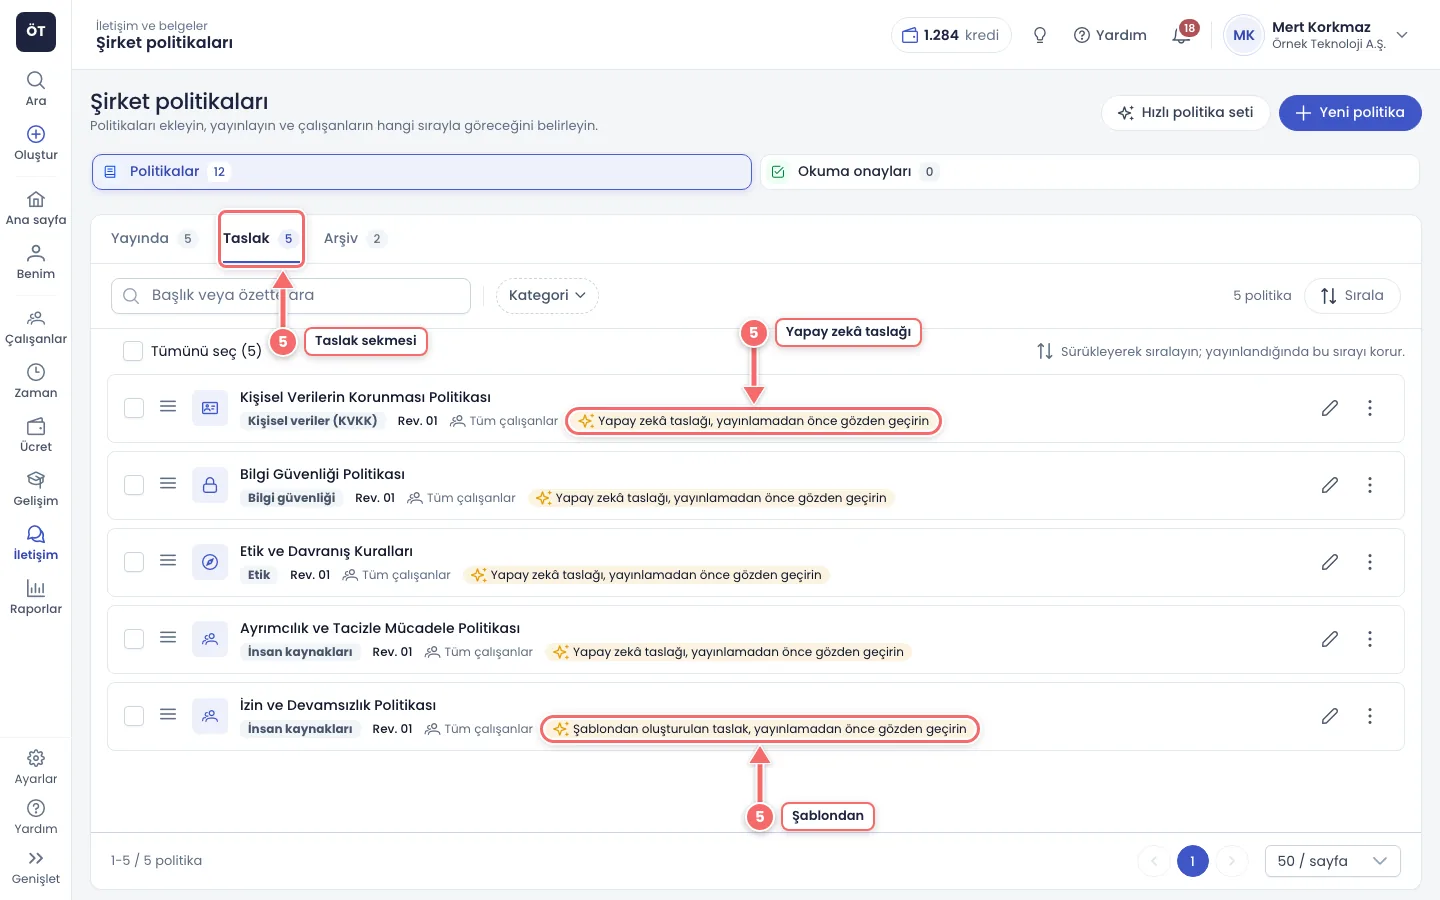 ÖT
Ara
Oluştur
Ana sayfa
Benim
Çalışanlar
Zaman
Ücret
Gelişim
İletişim
Raporlar
Ayarlar
Yardım
Genişlet
İletişim ve belgeler
Şirket politikaları
1.284 kredi
Yardım
18
MK
Mert Korkmaz
Örnek Teknoloji A.Ş.
Şirket politikaları
Politikaları ekleyin, yayınlayın ve çalışanların hangi sırayla göreceğini belirleyin.
Hızlı politika seti
Yeni politika
Politikalar 12
Okuma onayları 0
Yayında 5
Taslak 5
Arşiv 2
Başlık veya özette ara
Kategori
5 politika
Sırala
5 Taslak sekmesi
5 Yapay zekâ taslağı
Tümünü seç (5)
Sürükleyerek sıralayın; yayınlandığında bu sırayı korur.
Kişisel Verilerin Korunması Politikası
Kişisel veriler (KVKK) Rev. 01 Tüm çalışanlar Yapay zekâ taslağı, yayınlamadan önce gözden geçirin
Bilgi Güvenliği Politikası
Bilgi güvenliği Rev. 01 Tüm çalışanlar Yapay zekâ taslağı, yayınlamadan önce gözden geçirin
Etik ve Davranış Kuralları
Etik Rev. 01 Tüm çalışanlar Yapay zekâ taslağı, yayınlamadan önce gözden geçirin
Ayrımcılık ve Tacizle Mücadele Politikası
İnsan kaynakları Rev. 01 Tüm çalışanlar Yapay zekâ taslağı, yayınlamadan önce gözden geçirin
İzin ve Devamsızlık Politikası
İnsan kaynakları Rev. 01 Tüm çalışanlar Şablondan oluşturulan taslak, yayınlamadan önce gözden geçirin
5 Şablondan
1-5 / 5 politika
1
50 / sayfa